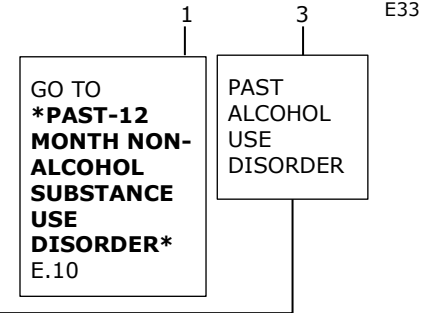 1 3 E33
GO TO
*PAST-12
MONTH NON-
ALCOHOL
SUBSTANCE
USE
DISORDER*
E.10
PAST
ALCOHOL
USE
DISORDER